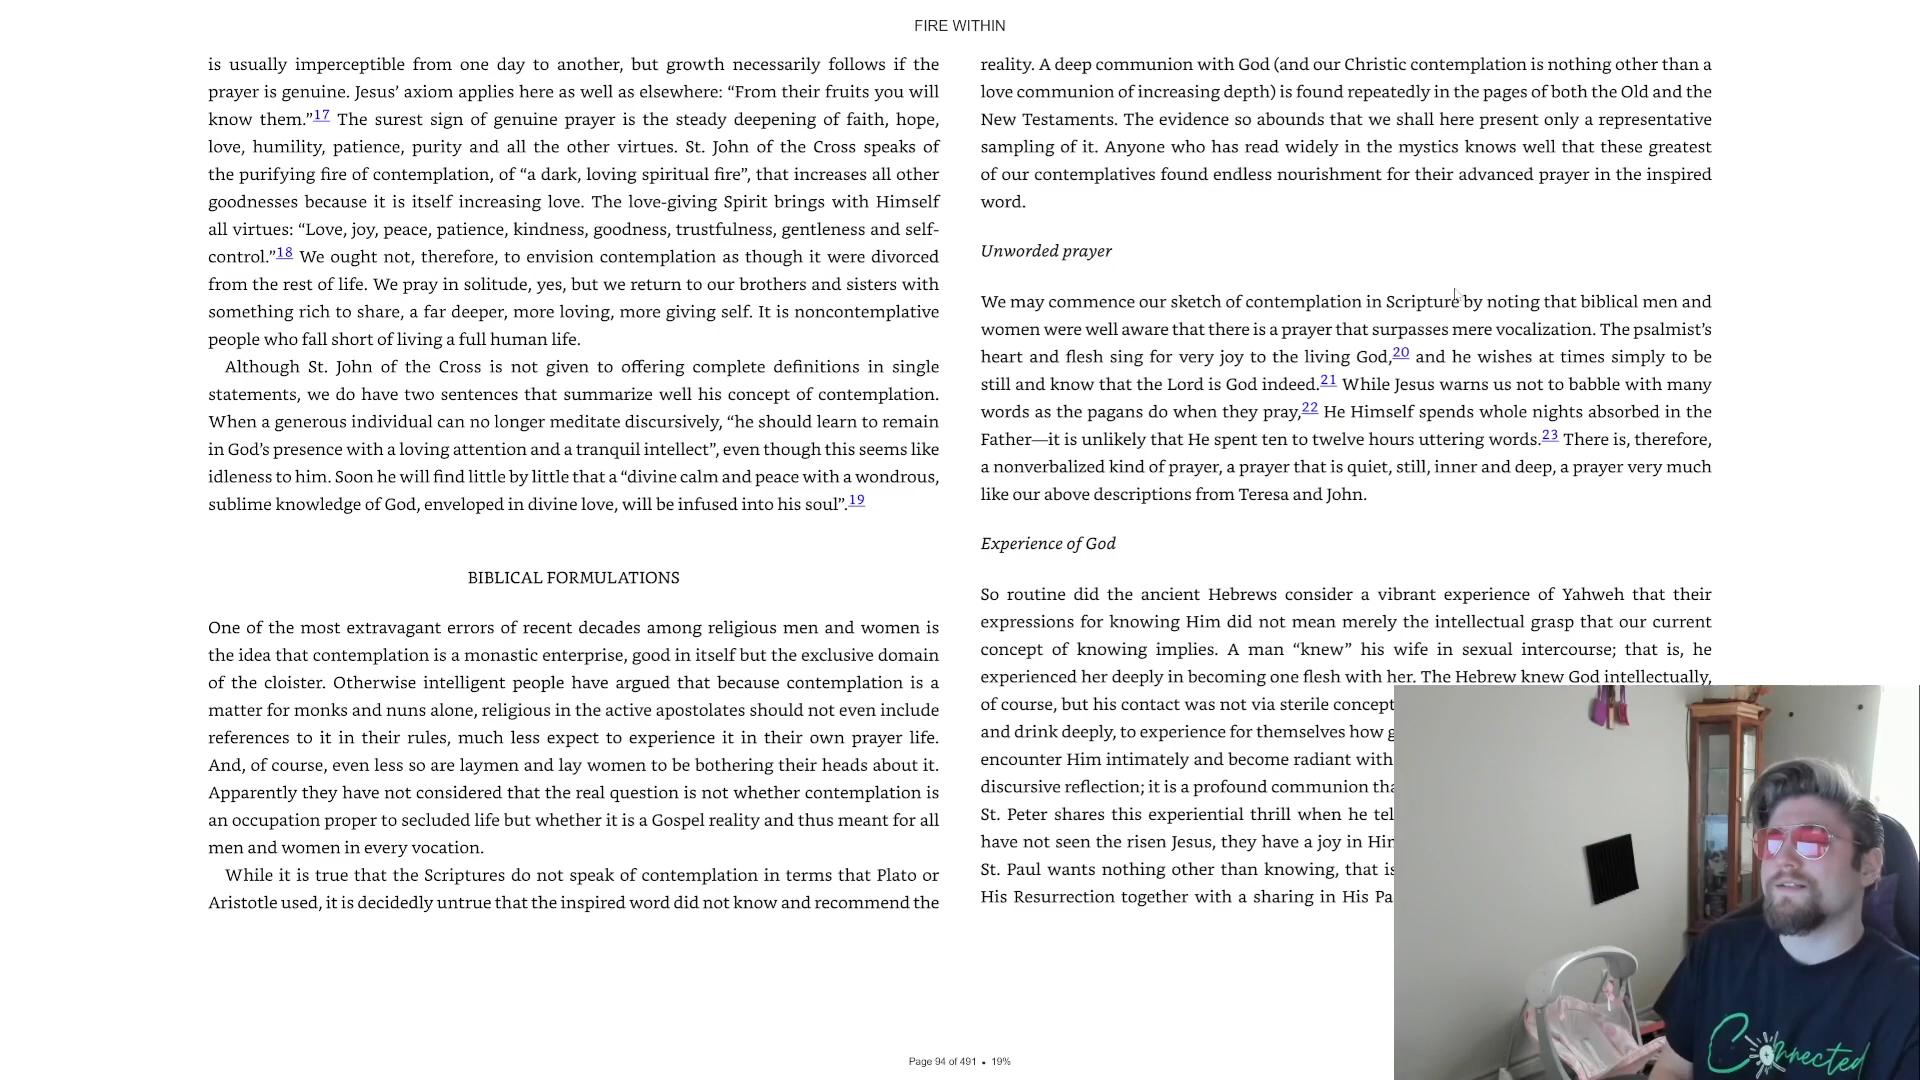 FIRE WITHIN
is usually imperceptible from one day to another, but growth necessarily follows if the
prayer is genuine. Jesus’ axiom applies here as well as elsewhere: “From their fruits you will
know them.”17 The surest sign of genuine prayer is the steady deepening of faith, hope,
love, humility, patience, purity and all the other virtues. St. John of the Cross speaks of
the purifying fire of contemplation, of “a dark, loving spiritual fire”, that increases all other
goodnesses because it is itself increasing love. The love-giving Spirit brings with Himself
all virtues: “Love, joy, peace, patience, kindness, goodness, trustfulness, gentleness and self-
control.”18 We ought not, therefore, to envision contemplation as though it were divorced
from the rest of life. We pray in solitude, yes, but we return to our brothers and sisters with
something rich to share, a far deeper, more loving, more giving self. It is noncontemplative
people who fall short of living a full human life.
Although St. John of the Cross is not given to offering complete definitions in single
statements, we do have two sentences that summarize well his concept of contemplation.
When a generous individual can no longer meditate discursively, “he should learn to remain
in God’s presence with a loving attention and a tranquil intellect”, even though this seems like
idleness to him. Soon he will find little by little that a “divine calm and peace with a wondrous,
sublime knowledge of God, enveloped in divine love, will be infused into his soul”.19
BIBLICAL FORMULATIONS
One of the most extravagant errors of recent decades among religious men and women is
the idea that contemplation is a monastic enterprise, good in itself but the exclusive domain
of the cloister. Otherwise intelligent people have argued that because contemplation is a
matter for monks and nuns alone, religious in the active apostolates should not even include
references to it in their rules, much less expect to experience it in their own prayer life.
And, of course, even less so are laymen and lay women to be bothering their heads about it.
Apparently they have not considered that the real question is not whether contemplation is
an occupation proper to secluded life but whether it is a Gospel reality and thus meant for all
men and women in every vocation.
While it is true that the Scriptures do not speak of contemplation in terms that Plato or
Aristotle used, it is decidedly untrue that the inspired word did not know and recommend the
reality. A deep communion with God (and our Christic contemplation is nothing other than a
love communion of increasing depth) is found repeatedly in the pages of both the Old and the
New Testaments. The evidence so abounds that we shall here present only a representative
sampling of it. Anyone who has read widely in the mystics knows well that these greatest
of our contemplatives found endless nourishment for their advanced prayer in the inspired
word.
Unworded prayer
We may commence our sketch of contemplation in Scripture by noting that biblical men and
women were well aware that there is a prayer that surpasses mere vocalization. The psalmist’s
heart and flesh sing for very joy to the living God,20 and he wishes at times simply to be
still and know that the Lord is God indeed.21 While Jesus warns us not to babble with many
words as the pagans do when they pray,22 He Himself spends whole nights absorbed in the
Father—it is unlikely that He spent ten to twelve hours uttering words.23 There is, therefore,
a nonverbalized kind of prayer, a prayer that is quiet, still, inner and deep, a prayer very much
like our above descriptions from Teresa and John.
Experience of God
So routine did the ancient Hebrews consider a vibrant experience of Yahweh that their
expressions for knowing Him did not mean merely the intellectual grasp that our current
concept of knowing implies. A man “knew” his wife in sexual intercourse; that is, he
experienced her deeply in becoming one flesh with her. The Hebrew knew God intellectually,
of course, but his contact was not via sterile concept
and drink deeply, to experience for themselves how
encounter Him intimately and become radiant with
discursive reflection; it is a profound communion
St. Peter shares this experiential thrill when he
have not seen the risen Jesus, they have a joy in
St. Paul wants nothing other than knowing, that is
His Resurrection together with a sharing in His
Page 94 of 491 • 19%
Connected